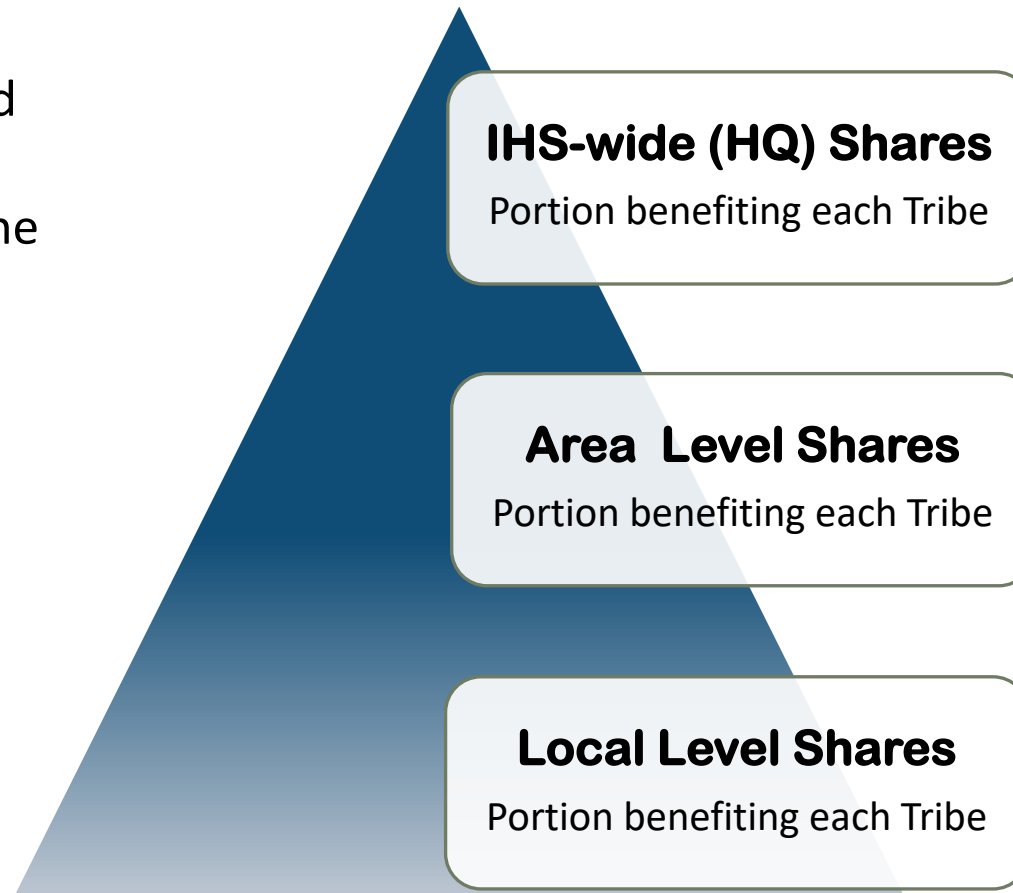 IHS-wide (HQ) Shares
Portion benefiting each Tribe
Area Level Shares
Portion benefiting each Tribe
Local Level Shares
Portion benefiting each Tribe